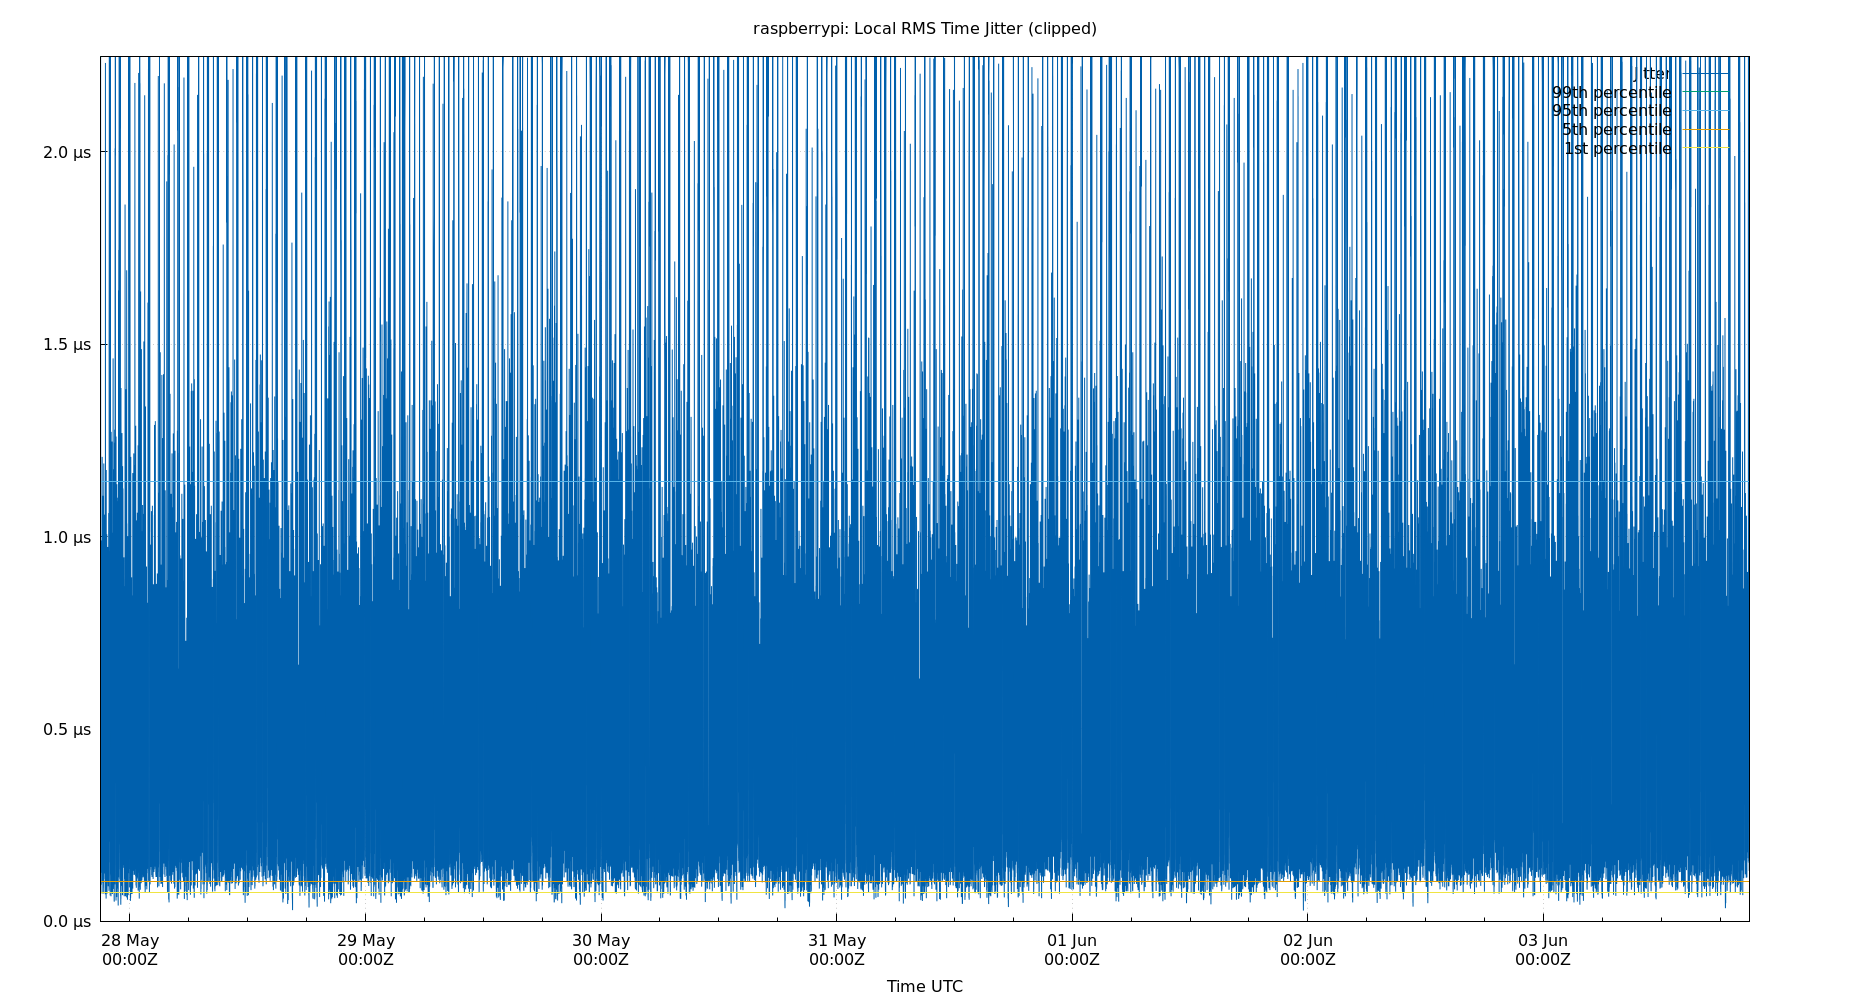 raspberrypi: Local RMS Time Jitter (clipped)
jitter
99th percentile
95th percentile
5th percentile
1st percentile
2.0 µs
1.5 µs
1.0 µs
0.5 µs
0.0 µs
28 May 29 May 30 May 31 May 01 Jun 02 Jun 03 Jun
00:00Z 00:00Z 00:00Z 00:00Z 00:00Z 00:00Z 00:00Z
Time UTC